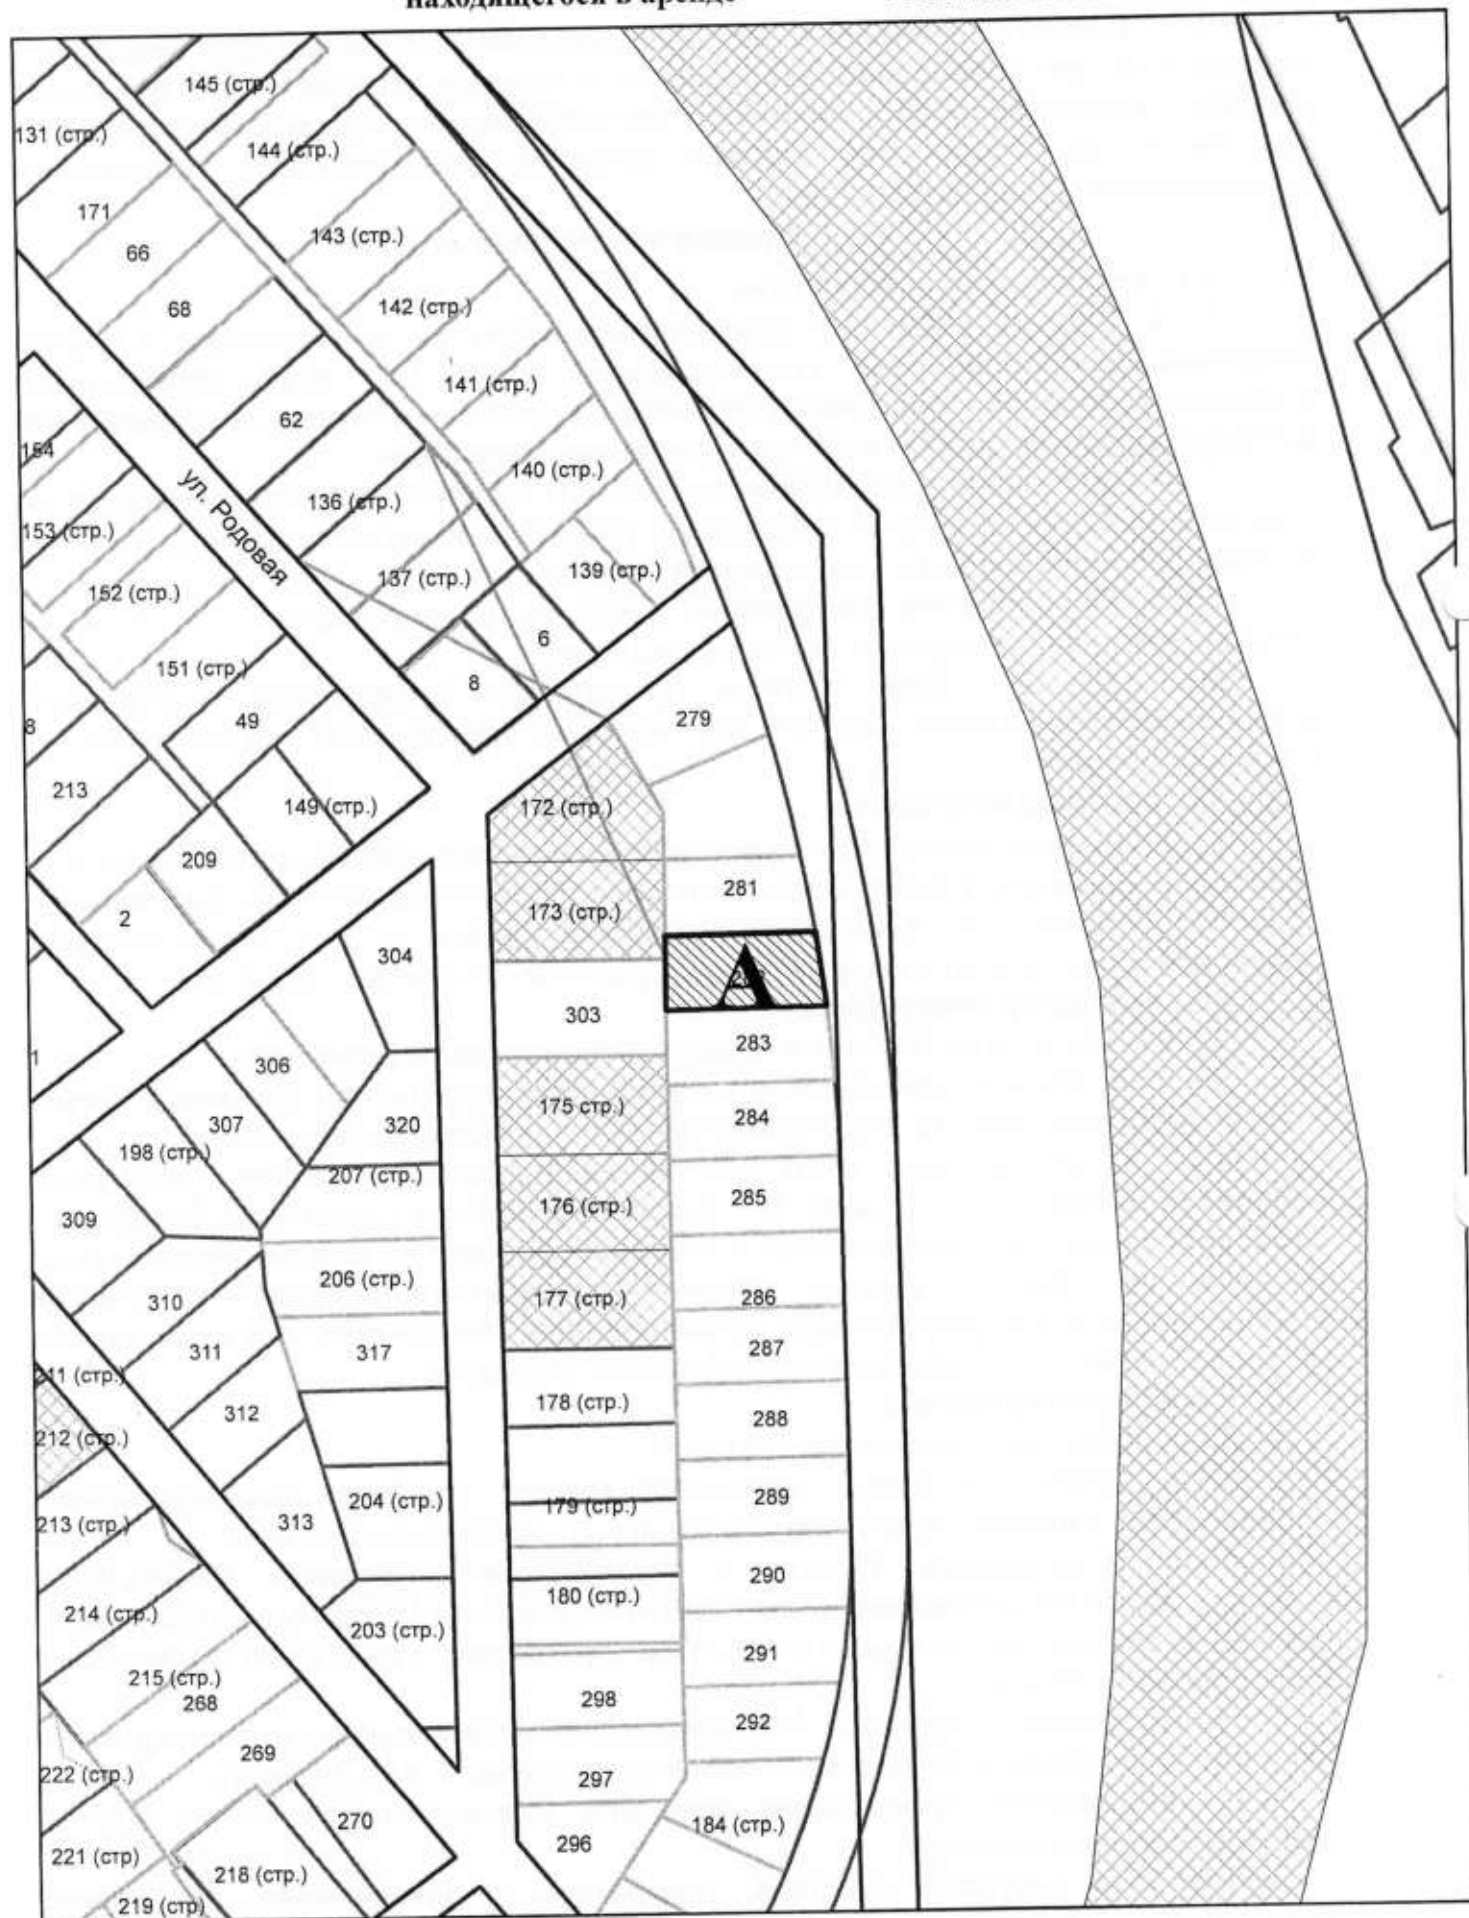 находящегося в аренде
145 (стр.)
131 (стр.)
144 (стр.)
171
143 (стр.)
66
142 (стр.)
68
141 (стр.)
62
154
140 (стр.)
136 (стр.)
ул. Родовая
153 (стр.)
137 (стр.)
139 (стр.)
152 (стр.)
6
151 (стр.)
8
49
279
8
213
149 (стр.)
172 (стр.)
209
281
2
173 (стр.)
304
A
303
283
1
306
175 стр.)
284
307
320
198 (стр.)
207 (стр.)
285
309
176 (стр.)
206 (стр.)
310
177 (стр.)
286
311
317
287
211 (стр.)
178 (стр.)
312
288
212 (стр.)
204 (стр.)
289
179 (стр.)
213 (стр.)
313
290
180 (стр.)
214 (стр.)
203 (стр.)
291
215 (стр.)
298
268
292
269
222 (стр.)
297
270
184 (стр.)
296
221 (стр)
218 (стр.)
219 (стр)